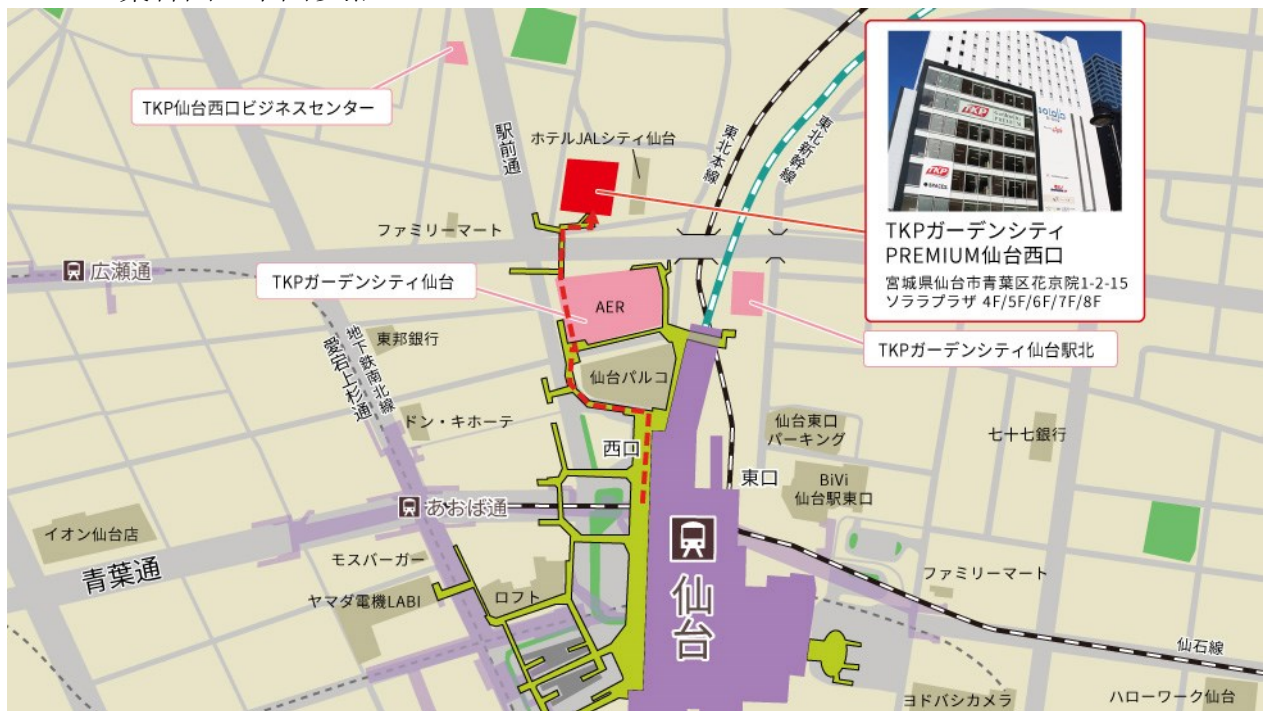 TKP仙台西口ビジネスセンター
駅前通
ホテルJALシティ仙台
東北本線
東北新幹線
TKP
TKP
SPACES
TKPガーデンシティ
PREMIUM仙台西口
宮城県仙台市青葉区花京院1-2-15
ソララプラザ 4F/5F/6F/7F/8F
ファミリーマート
広瀬通
TKPガーデンシティ仙台
AER
TKPガーデンシティ仙台駅北
東邦銀行
地下鉄南北線
愛宕上杉通
仙台パルコ
ドン・キホーテ
西口
東口
仙台東口
パーキング
七十七銀行
BiVi
仙台駅東口
あおば通
イオン仙台店
青葉通
モスバーガー
ヤマダ電機LABI
ロフト
仙台
ファミリーマート
仙石線
ヨドバシカメラ
ハローワーク仙台